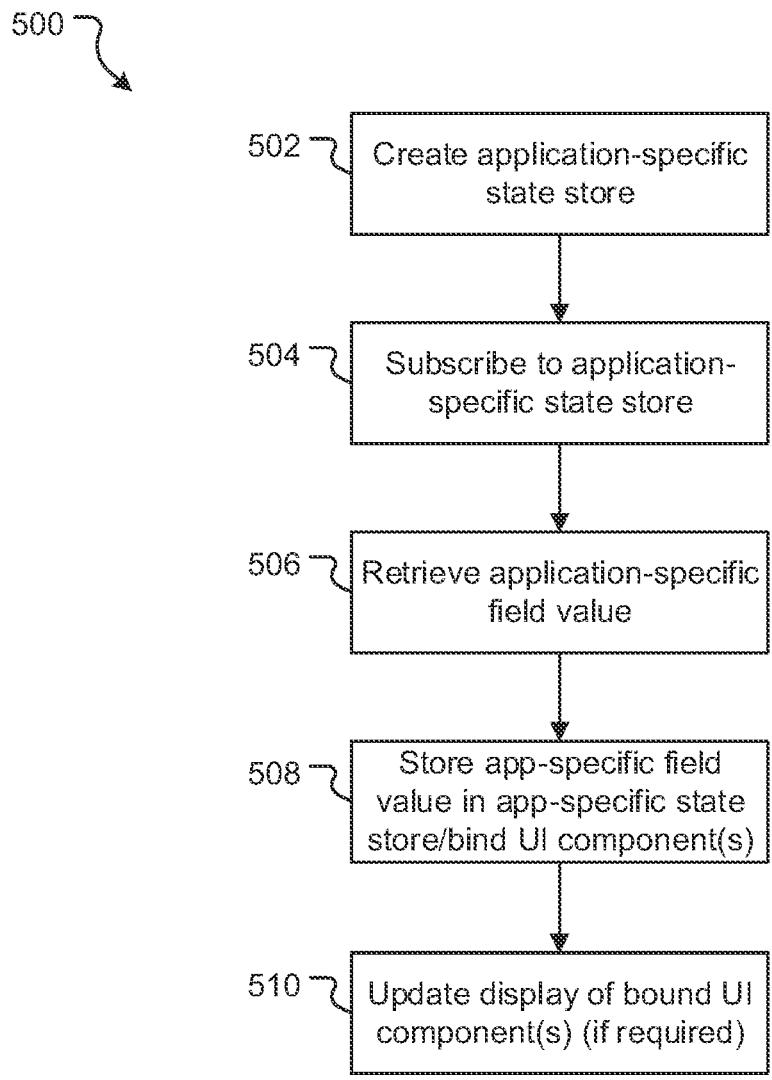 500
502
Create application-specific
state store
504
Subscribe to application-
specific state store
506
Retrieve application-specific
field value
508
Store app-specific field
value in app-specific state
store/bind UI component(s)
510
Update display of bound UI
component(s) (if required)